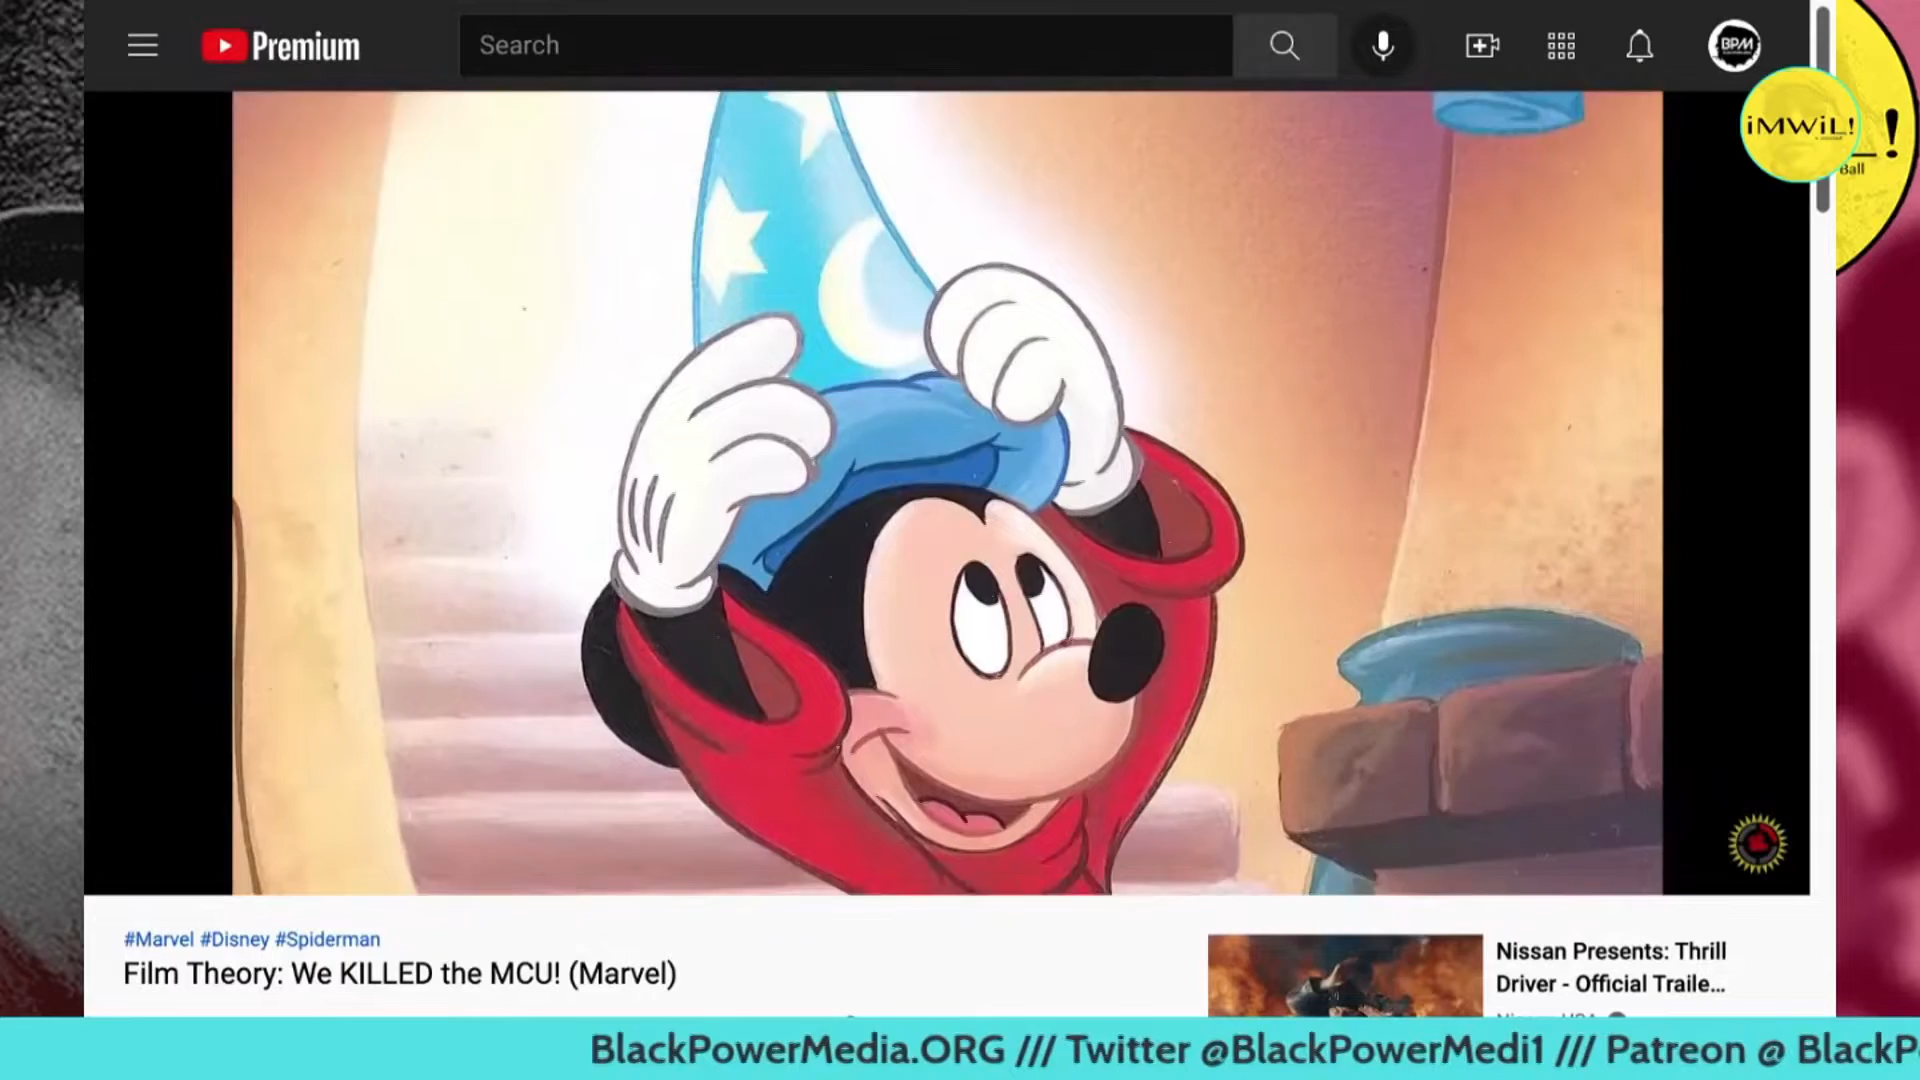 Premium
Search
BPM
iMWiL!
!
Ball
#Marvel #Disney #Spiderman
Film Theory: We KILLED the MCU! (Marvel)
Nissan Presents: Thrill
Driver - Official Traile...
BlackPowerMedia.ORG /// Twitter @BlackPowerMedi1 /// Patreon @ BlackP